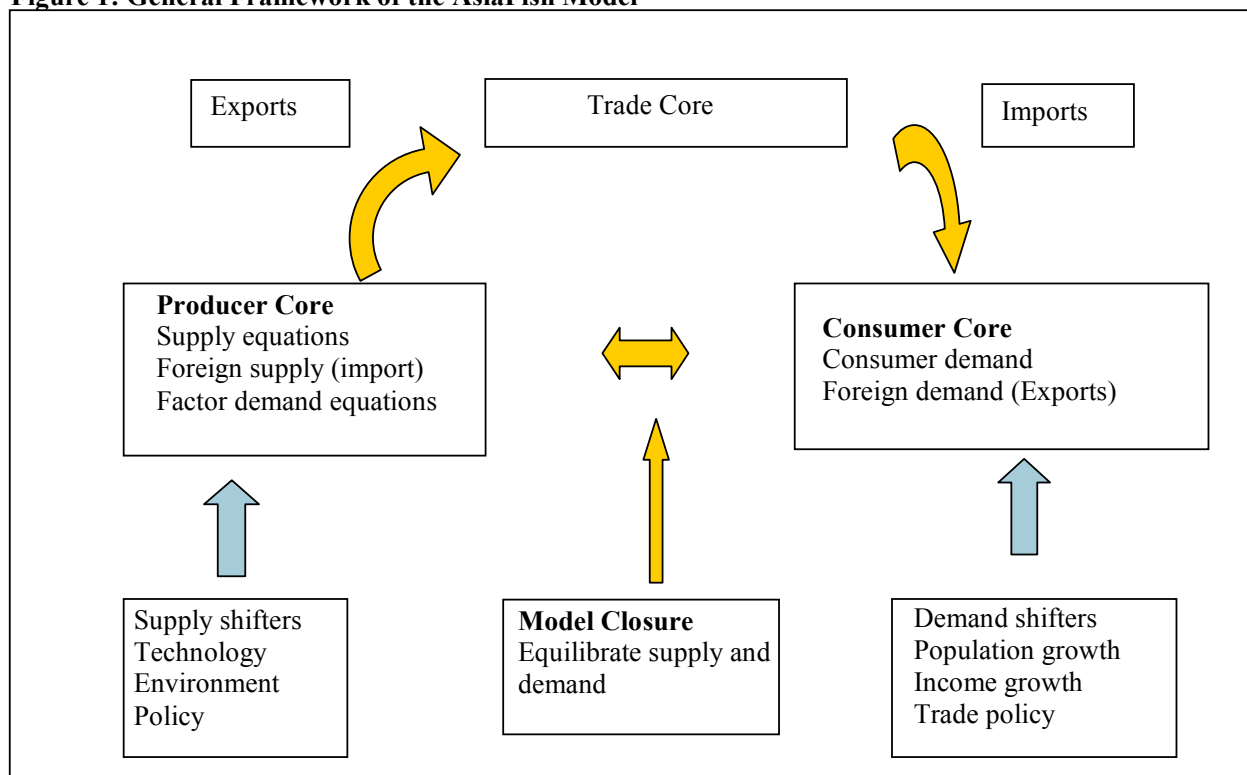 Figure 1: General Framework of the AsiaFish Model
Exports
Trade Core
Imports
Producer Core
Supply equations
Foreign supply (import)
Factor demand equations
Consumer Core
Consumer demand
Foreign demand (Exports)
Supply shifters
Technology
Environment
Policy
Model Closure
Equilibrate supply and
demand
Demand shifters
Population growth
Income growth
Trade policy